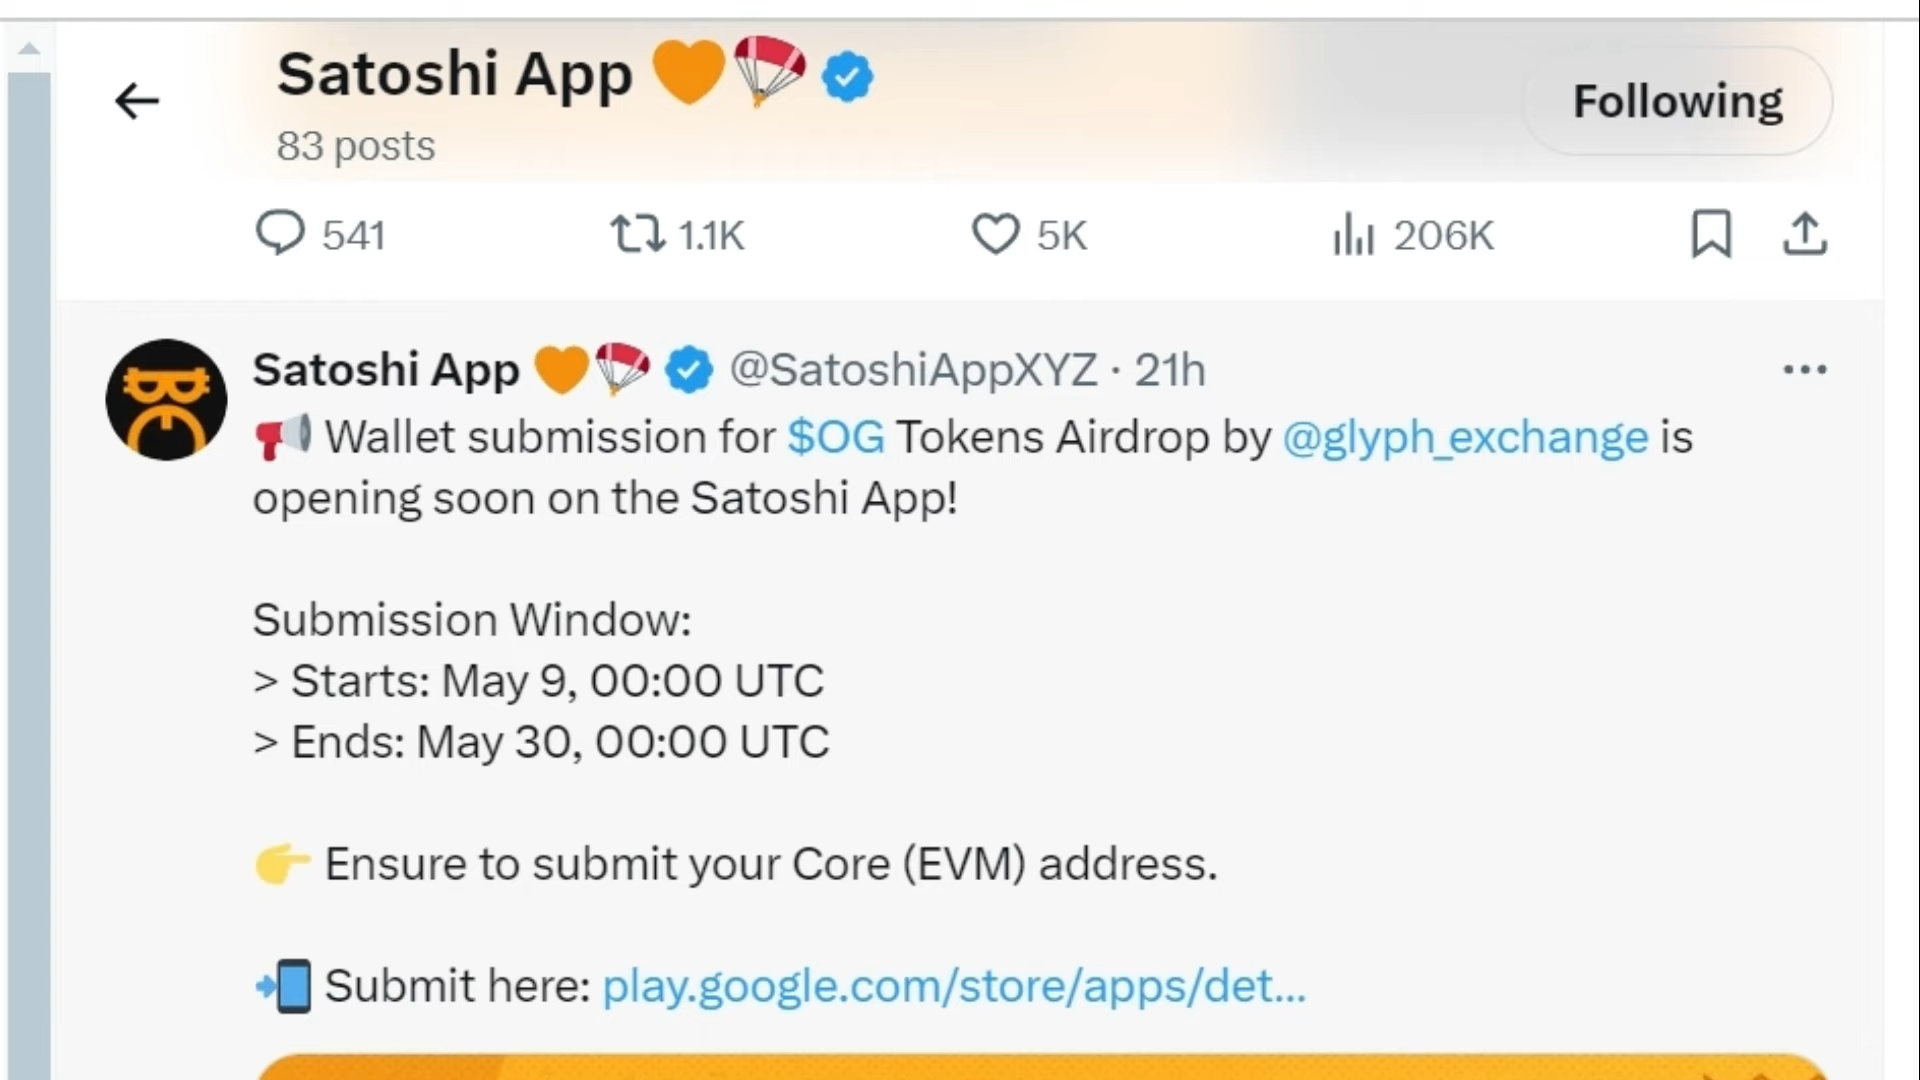 Satoshi App 🧡🪂
83 posts
Following
541 1.1K 5K 206K
Satoshi App 🧡🪂 @SatoshiAppXYZ · 21h
📢 Wallet submission for $OG Tokens Airdrop by @glyph_exchange is
opening soon on the Satoshi App!
Submission Window:
> Starts: May 9, 00:00 UTC
> Ends: May 30, 00:00 UTC
👉 Ensure to submit your Core (EVM) address.
📲 Submit here: play.google.com/store/apps/det...